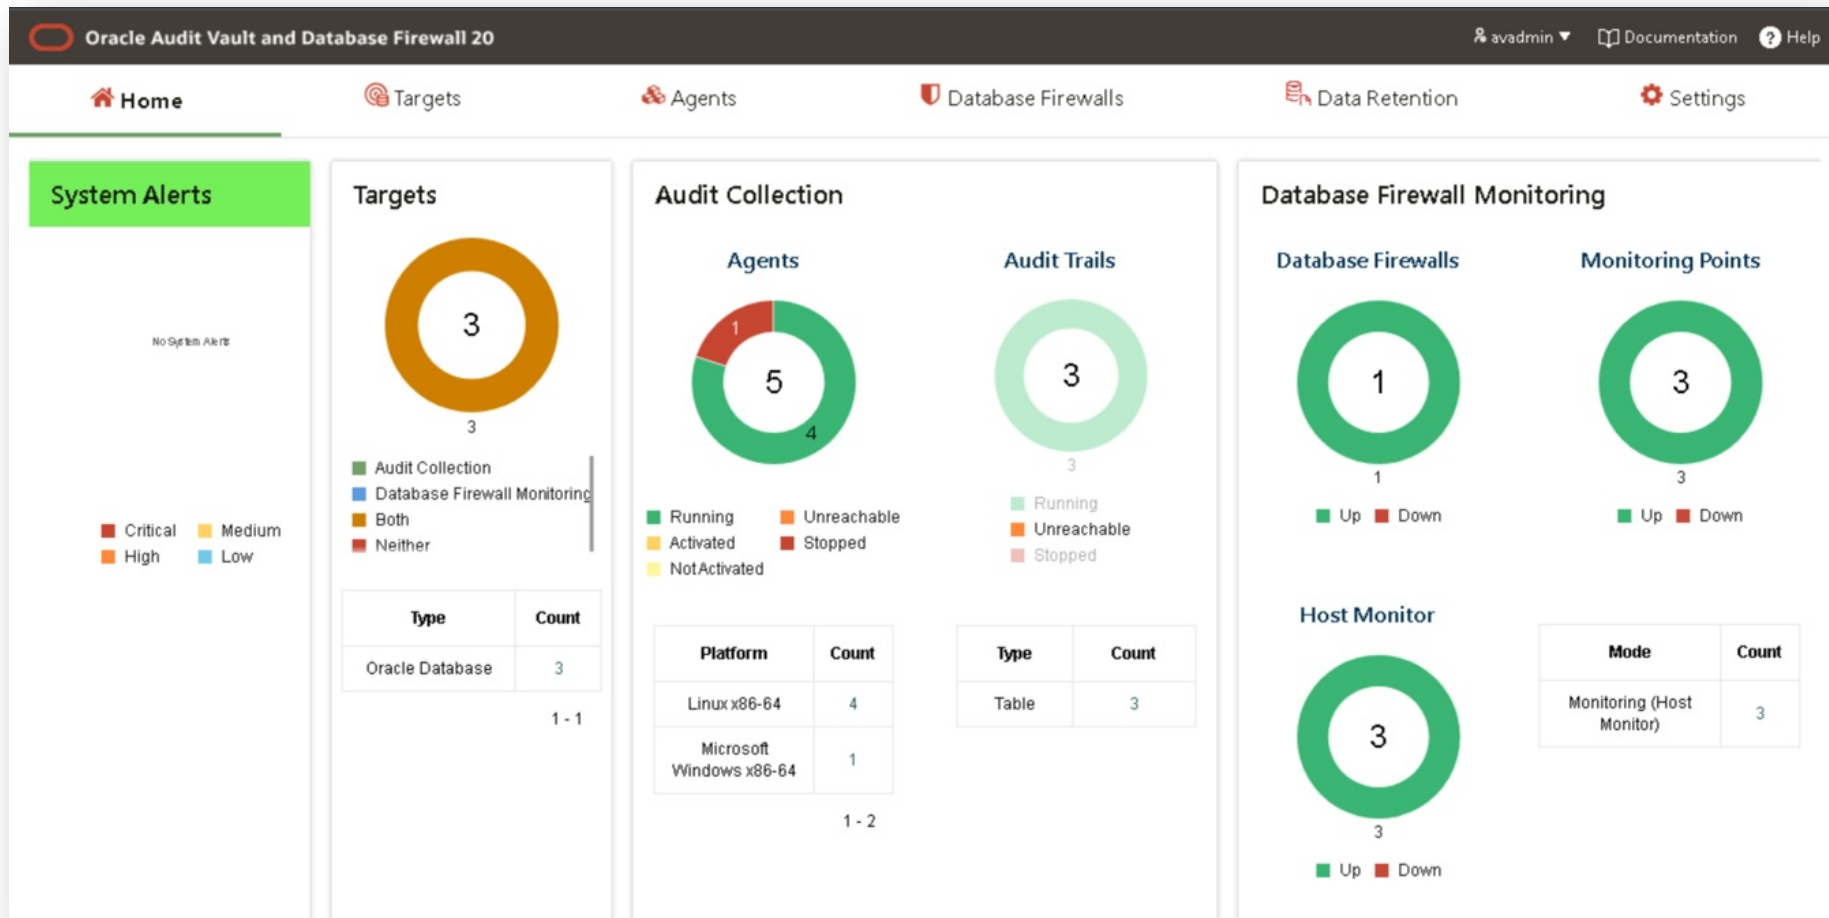 Oracle Audit Vault and Database Firewall 20
avadmin
Documentation
? Help
Home
Targets
Agents
Database Firewalls
Data Retention
Settings
System Alerts
No System Alerts
Critical
Medium
High
Low
Targets
3
3
Audit Collection
Database Firewall Monitoring
Both
Neither
Type Count
Oracle Database 3
1 - 1
Audit Collection
Agents
1
5
4
Running
Unreachable
Activated
Stopped
Not Activated
Platform Count
Linux x86-64 4
Microsoft
Windows x86-64
1
1 - 2
Audit Trails
3
3
Running
Unreachable
Stopped
Type Count
Table 3
Database Firewall Monitoring
Database Firewalls
1
1
Up Down
Monitoring Points
3
3
Up Down
Host Monitor
3
3
Up Down
Mode Count
Monitoring (Host
Monitor)
3